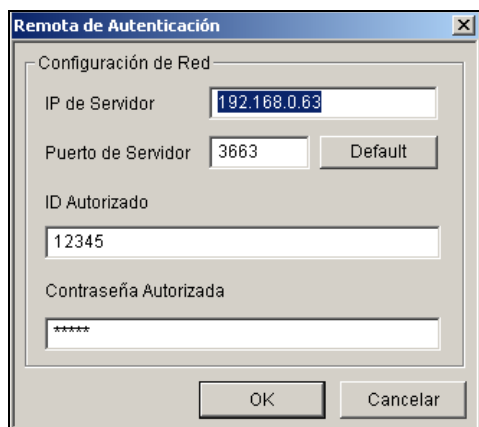 Remota de Autenticación
Configuración de Red
IP de Servidor 192.168.0.63
Puerto de Servidor 3663 Default
ID Autorizado
12345
Contraseña Autorizada
*****
OK Cancelar